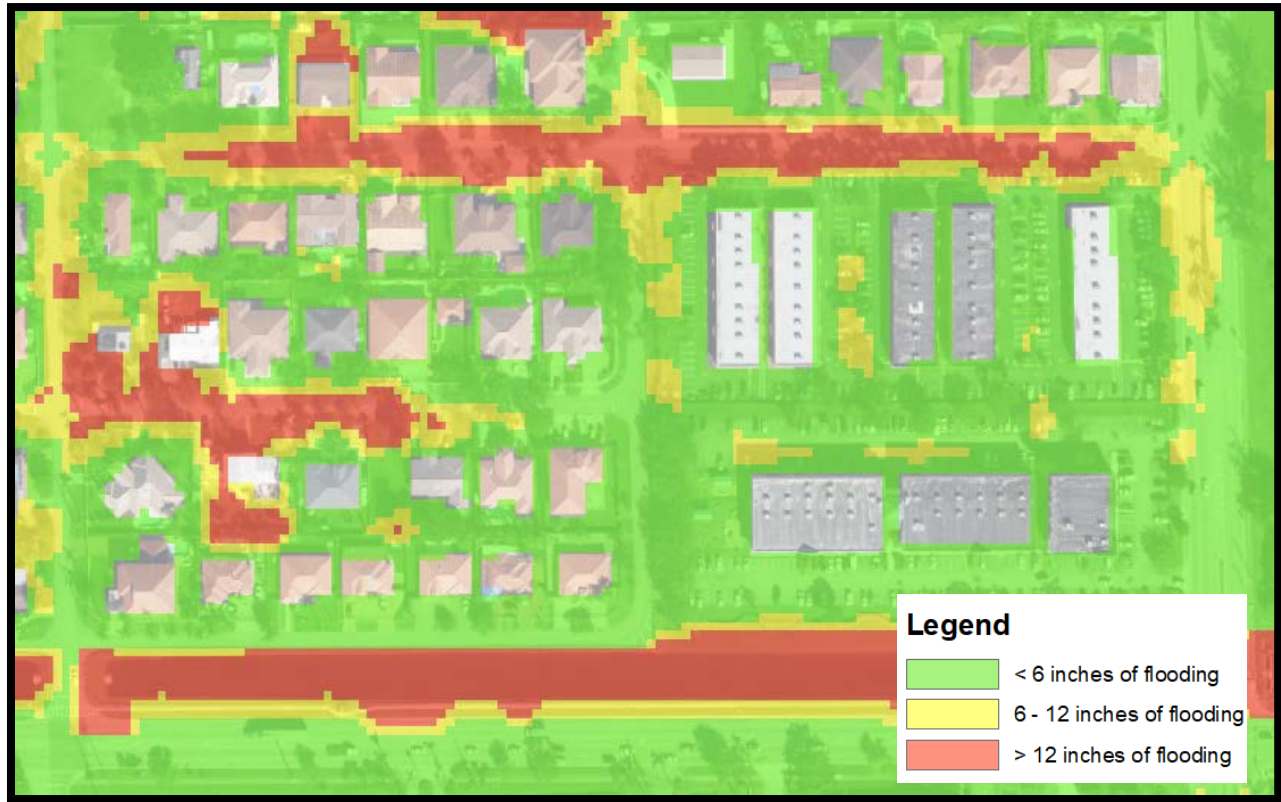 Legend
< 6 inches of flooding
6 - 12 inches of flooding
> 12 inches of flooding